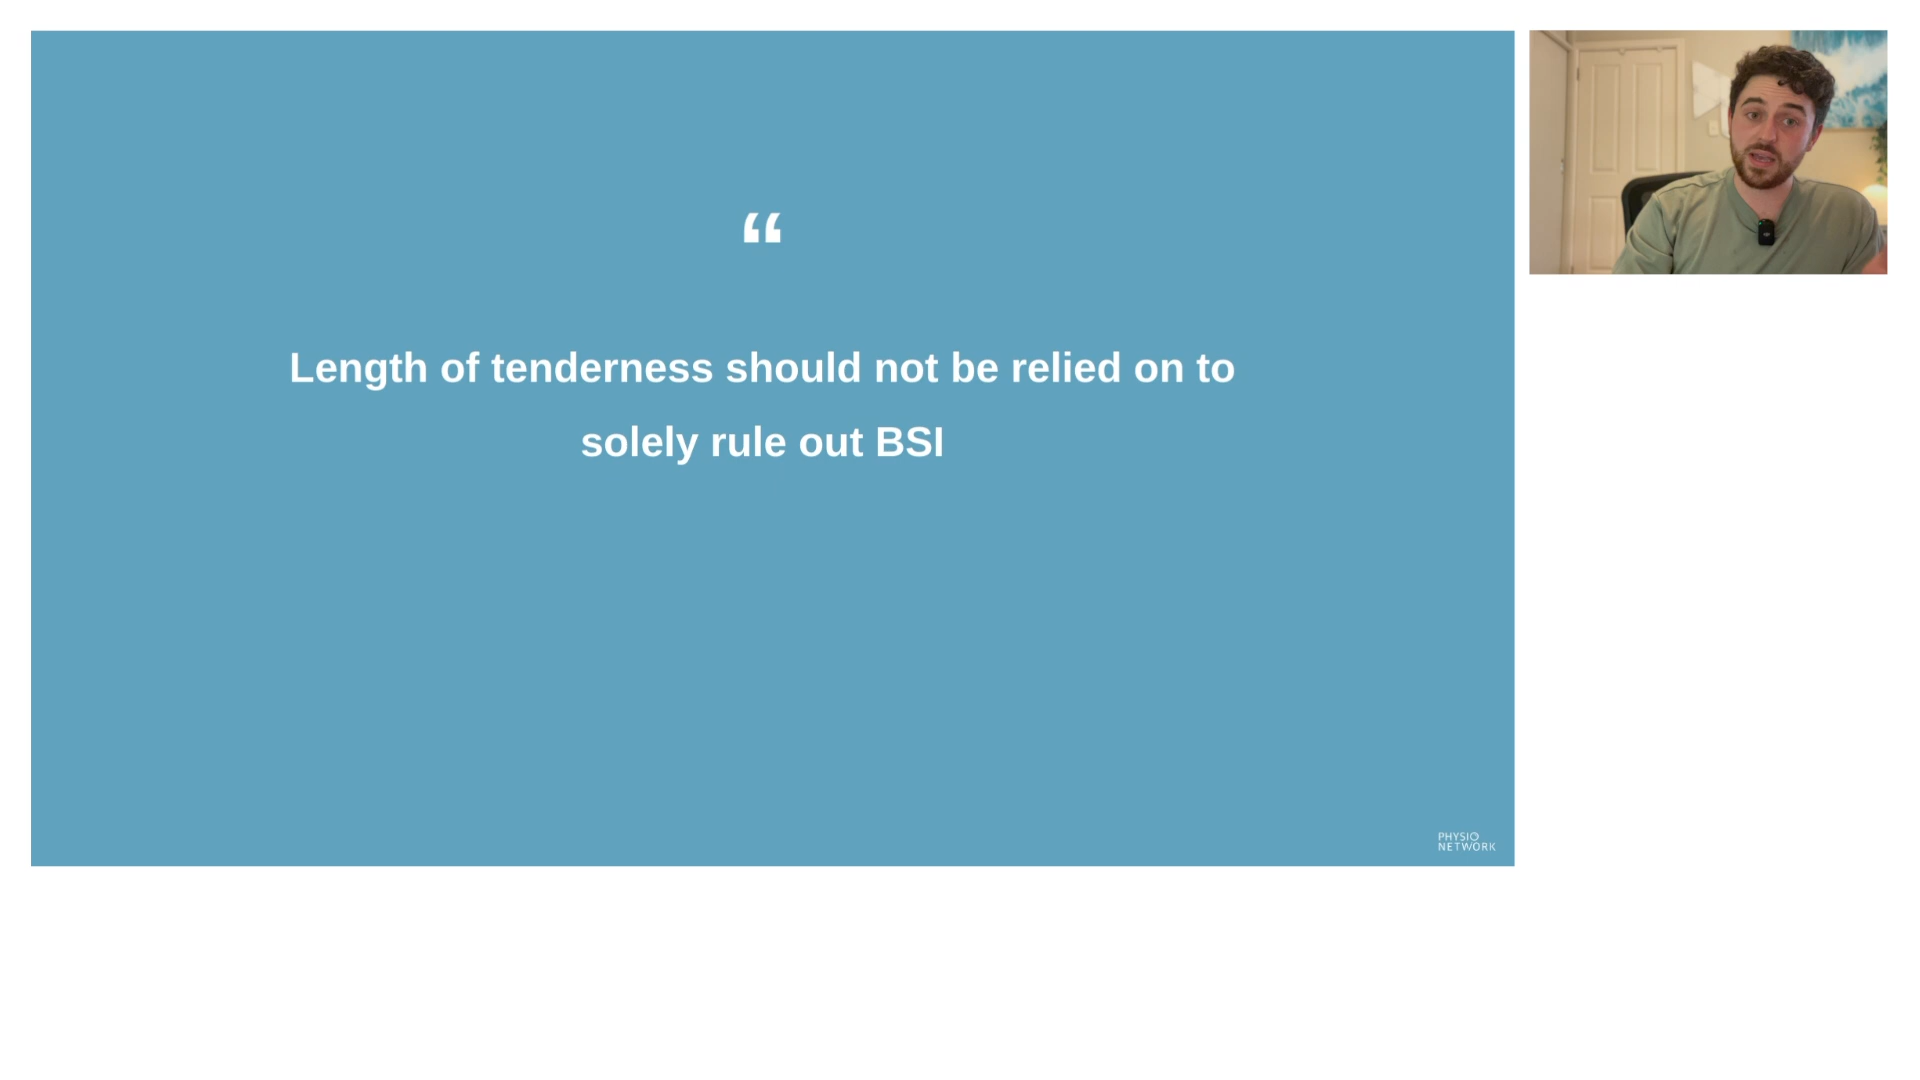 “
Length of tenderness should not be relied on to
solely rule out BSI
PHYSIO
NETWORK